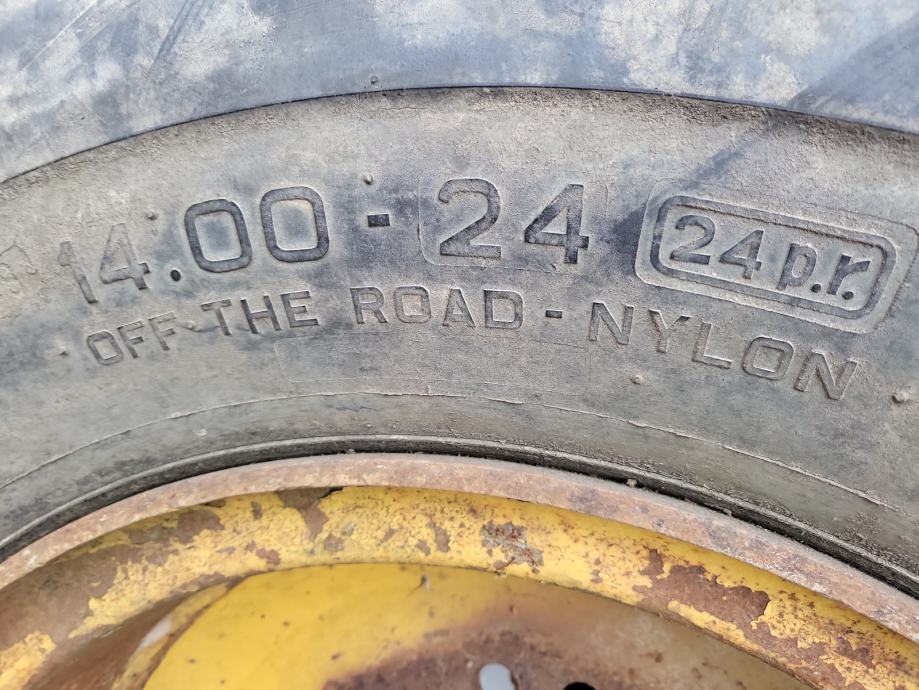 14.00-24 24 p.r.
OFF-THE ROAD-NYLON